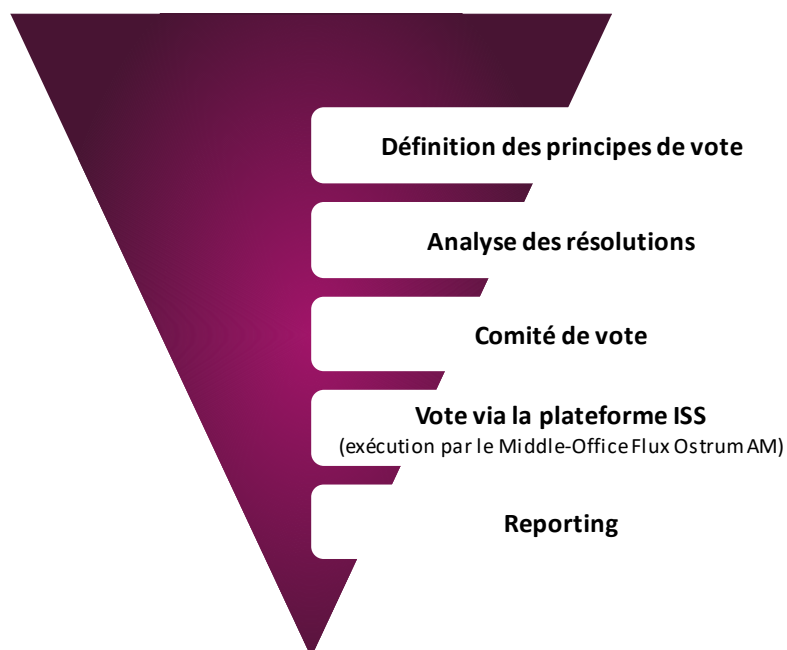 Définition des principes de vote
Analyse des résolutions
Comité de vote
Vote via la plateforme ISS
(exécution par le Middle-Office Flux Ostrum AM)
Reporting